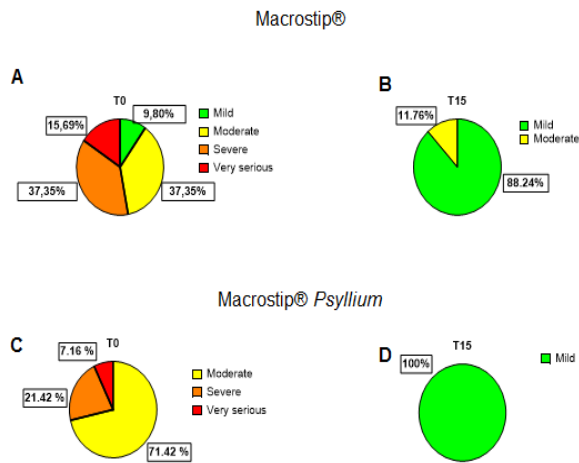 Macrostip®
A
T0
15,69%
9,80%
37,35%
37,35%
Mild
Moderate
Severe
Very serious
B
T15
11.76%
88.24%
Mild
Moderate
Macrostip® Psyllium
C
T0
7.16 %
21.42 %
71.42 %
Moderate
Severe
Very serious
D
T15
100%
Mild